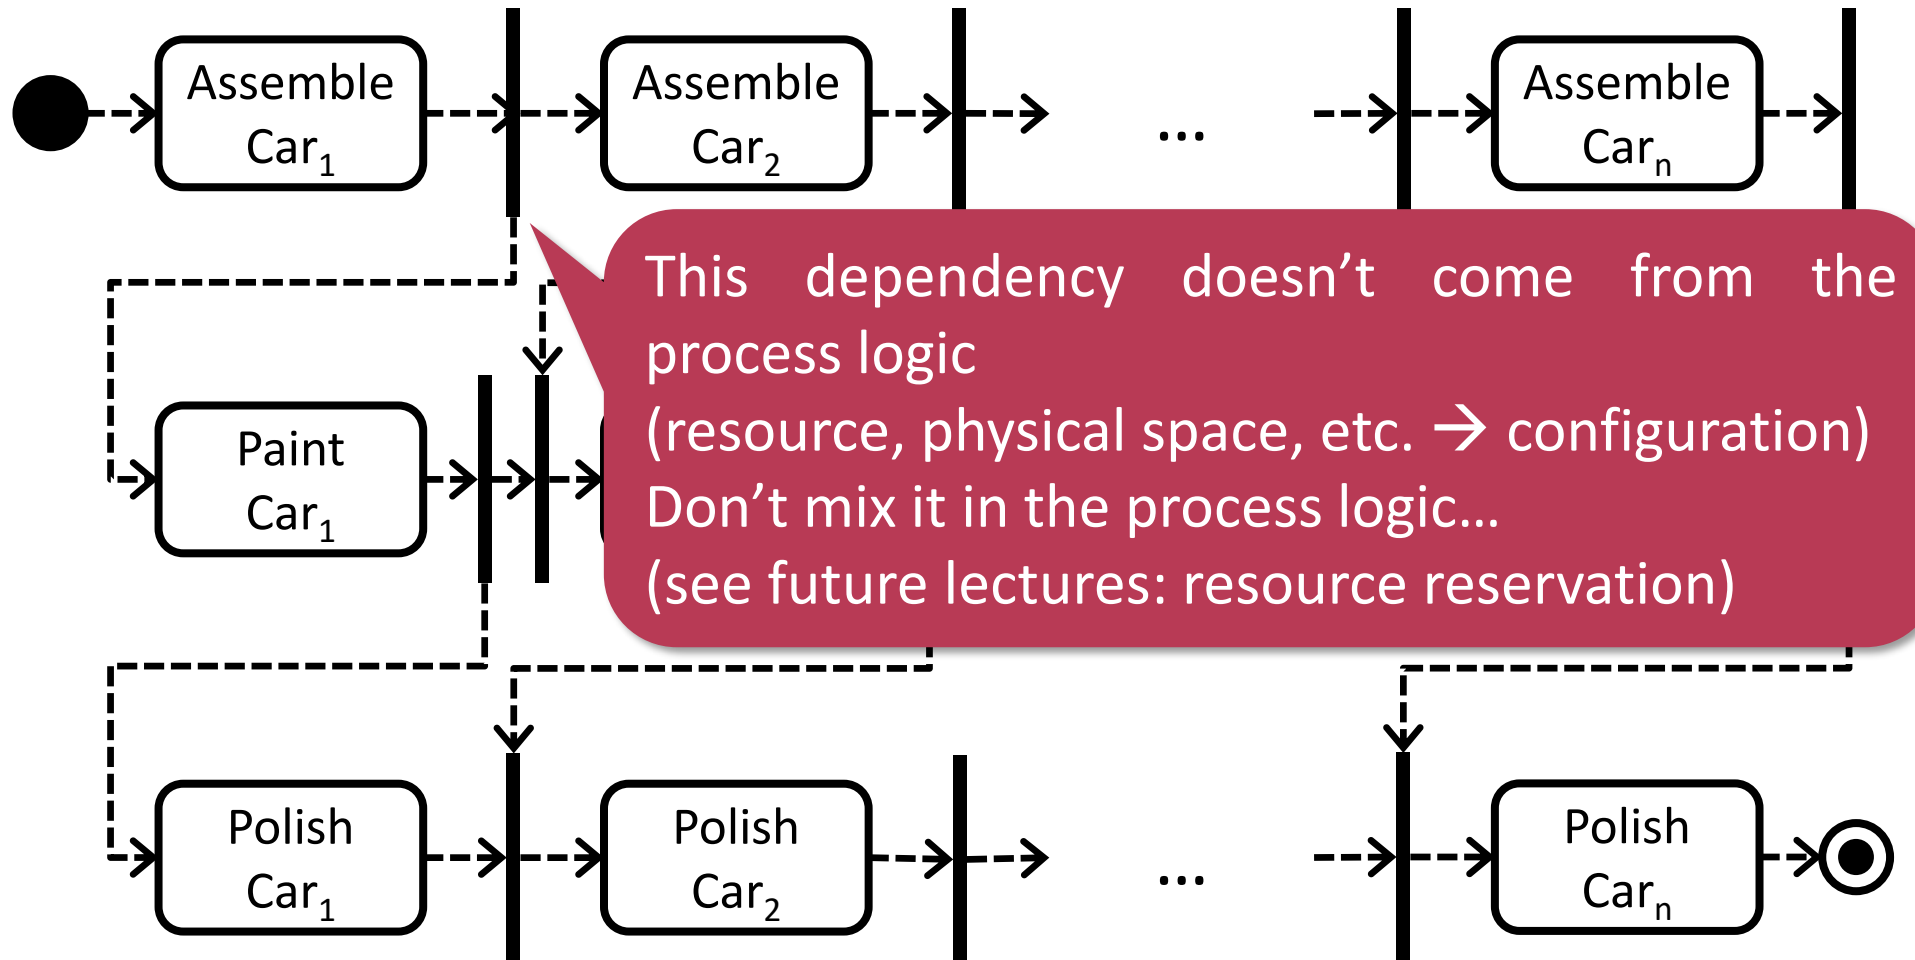 Assemble
Car₁
Assemble
Car₂
...
Assemble
Carₙ
This dependency doesn’t come from the
process logic
(resource, physical space, etc. → configuration)
Don’t mix it in the process logic…
(see future lectures: resource reservation)
Paint
Car₁
Polish
Car₁
Polish
Car₂
...
Polish
Carₙ